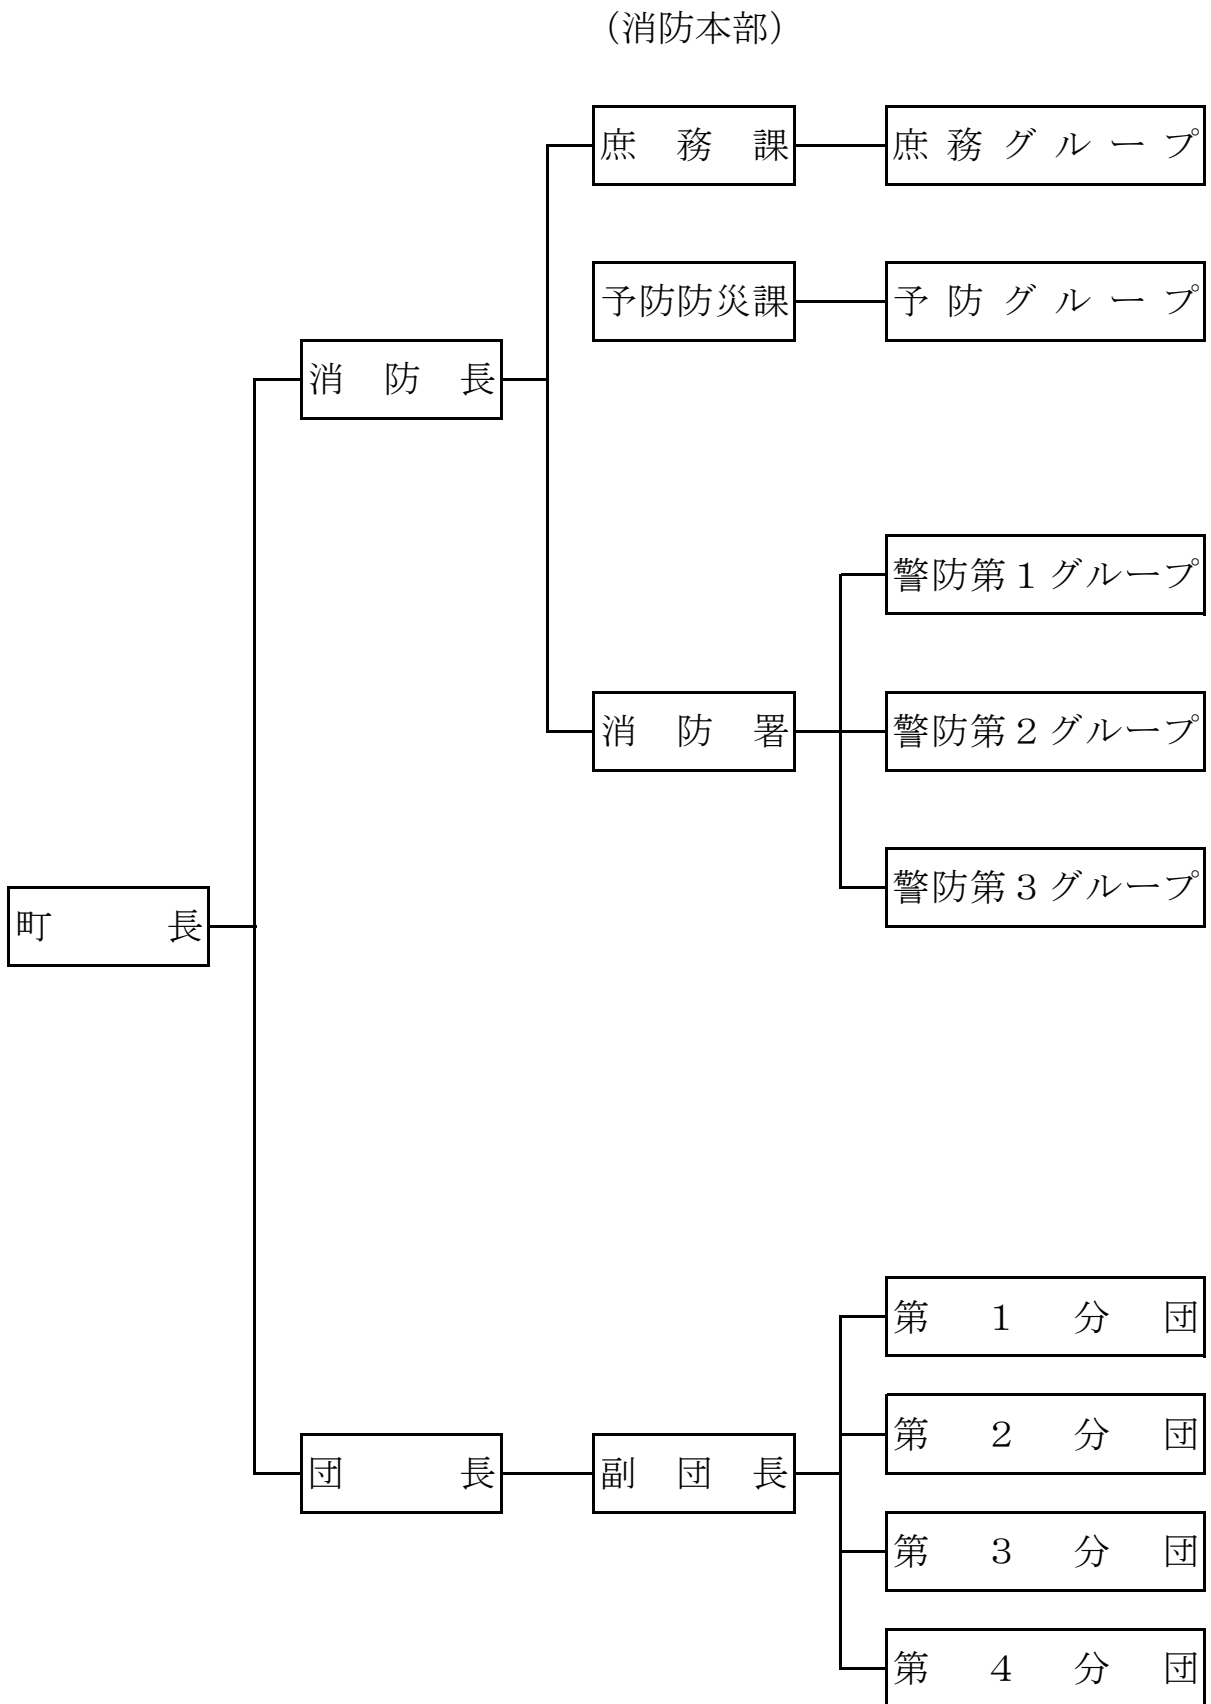 （消防本部）
庶務課
庶務グループ
予防防災課
予防グループ
消防長
警防第１グループ
消防署
警防第２グループ
警防第３グループ
町長
第１分団
第２分団
団長
副団長
第３分団
第４分団